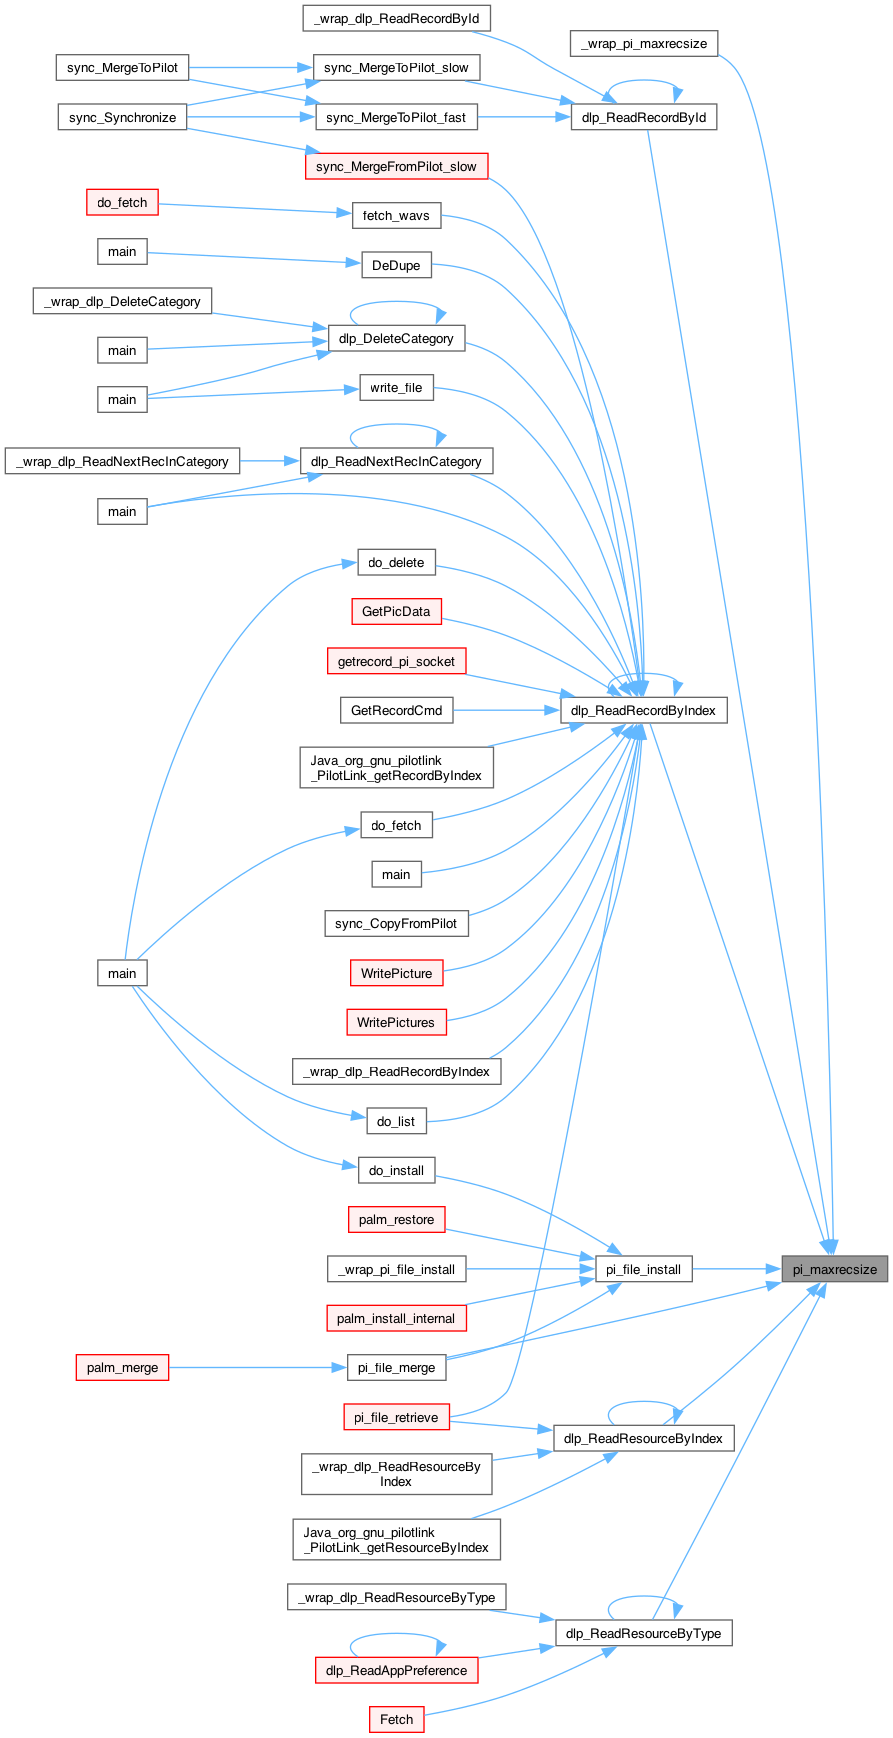 _wrap_dlp_ReadRecordById
_wrap_pi_maxrecsize
sync_MergeToPilot
sync_MergeToPilot_slow
sync_Synchronize
sync_MergeToPilot_fast
dlp_ReadRecordById
sync_MergeFromPilot_slow
do_fetch
fetch_wavs
main
DeDupe
_wrap_dlp_DeleteCategory
dlp_DeleteCategory
main
main
write_file
_wrap_dlp_ReadNextRecInCategory
dlp_ReadNextRecInCategory
main
do_delete
GetPicData
getrecord_pi_socket
GetRecordCmd
dlp_ReadRecordByIndex
Java_org_gnu_pilotlink
_PilotLink_getRecordByIndex
do_fetch
main
sync_CopyFromPilot
main
WritePicture
WritePictures
_wrap_dlp_ReadRecordByIndex
do_list
do_install
palm_restore
_wrap_pi_file_install
pi_file_install
pi_maxrecsize
palm_install_internal
palm_merge
pi_file_merge
pi_file_retrieve
dlp_ReadResourceByIndex
_wrap_dlp_ReadResourceBy
Index
Java_org_gnu_pilotlink
_PilotLink_getResourceByIndex
_wrap_dlp_ReadResourceByType
dlp_ReadResourceByType
dlp_ReadAppPreference
Fetch